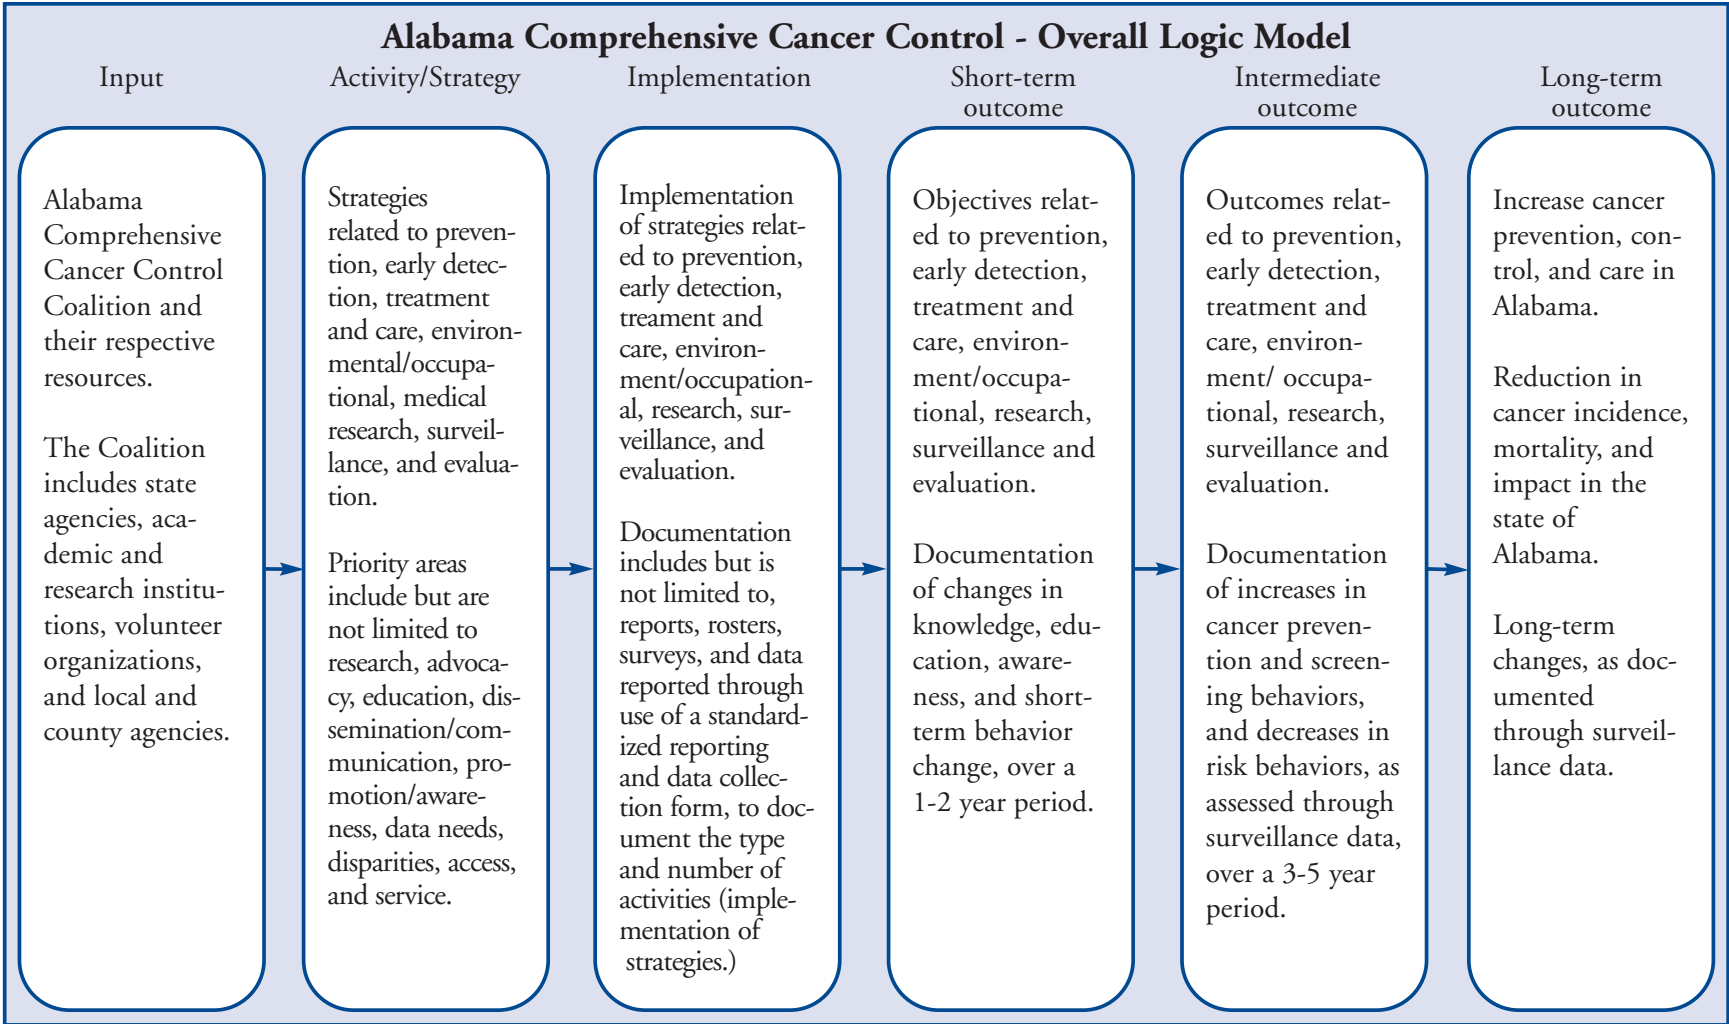 Alabama Comprehensive Cancer Control - Overall Logic Model
Input
Activity/Strategy
Implementation
Short-term
outcome
Intermediate
outcome
Long-term
outcome
Alabama
Comprehensive
Cancer Control
Coalition and
their respective
resources.
The Coalition
includes state
agencies, aca-
demic and
research institu-
tions, volunteer
organizations,
and local and
county agencies.
Strategies
related to preven-
tion, early detec-
tion, treatment
and care, environ-
mental/occupa-
tional, medical
research, surveil-
lance, and evalua-
tion.
Priority areas
include but are
not limited to
research, advoca-
cy, education, dis-
semination/com-
munication, pro-
motion/aware-
ness, data needs,
disparities, access,
and service.
Implementation
of strategies relat-
ed to prevention,
early detection,
treament and
care, environ-
ment/occupation-
al, research, sur-
veillance, and
evaluation.
Documentation
includes but is
not limited to,
reports, rosters,
surveys, and data
reported through
use of a standard-
ized reporting
and data collec-
tion form, to doc-
ument the type
and number of
activities (imple-
mentation of
strategies.)
Objectives relat-
ed to prevention,
early detection,
treatment and
care, environ-
ment/occupa-
tional, research,
surveillance and
evaluation.
Documentation
of changes in
knowledge, edu-
cation, aware-
ness, and short-
term behavior
change, over a
1-2 year period.
Outcomes relat-
ed to prevention,
early detection,
treatment and
care, environ-
ment/ occupa-
tional, research,
surveillance and
evaluation.
Documentation
of increases in
cancer preven-
tion and screen-
ing behaviors,
and decreases in
risk behaviors, as
assessed through
surveillance data,
over a 3-5 year
period.
Increase cancer
prevention, con-
trol, and care in
Alabama.
Reduction in
cancer incidence,
mortality, and
impact in the
state of
Alabama.
Long-term
changes, as doc-
umented
through surveil-
lance data.